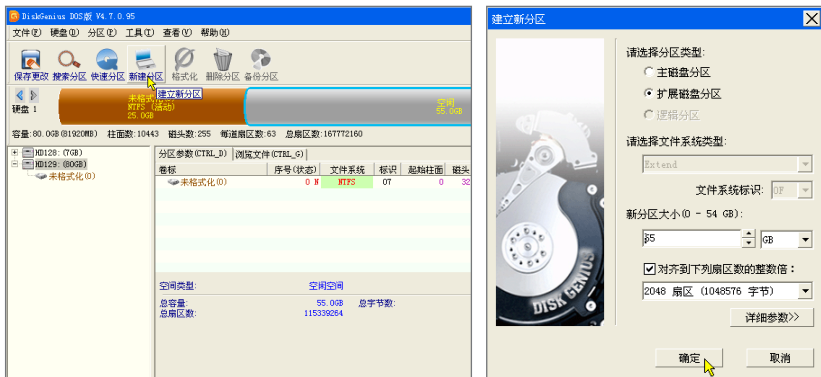 DiskGenius DOS版 V4.7.0.95
文件(F) 硬盘(D) 分区(P) 工具(T) 查看(V) 帮助(H)
保存更改 搜索分区 快速分区 新建分区 格式化 删除分区 备份分区
建立新分区
硬盘 1
未格式化(0)
NTFS (活动)
25.0GB
空闲
55.0GB
容量:80.0GB(81920MB) 柱面数:10443 磁头数:255 每道扇区数:63 总扇区数:167772160
HD128:(7GB)
HD129:(80GB)
未格式化(0)
分区参数(CTRL_D) 浏览文件(CTRL_G)
卷标 序号(状态) 文件系统 标识 起始柱面 磁头
未格式化(0) 0 N NTFS 07 0 32
空间类型: 空闲空间
总容量: 55.0GB 总字节数:
总扇区数: 115339264
建立新分区
请选择分区类型:
主磁盘分区
扩展磁盘分区
逻辑分区
请选择文件系统类型:
Extend
文件系统标识: 0F
新分区大小(0 - 54 GB):
55 GB
对齐到下列扇区数的整数倍：
2048 扇区 (1048576 字节)
详细参数>>
确定 取消
DISK GENIUS